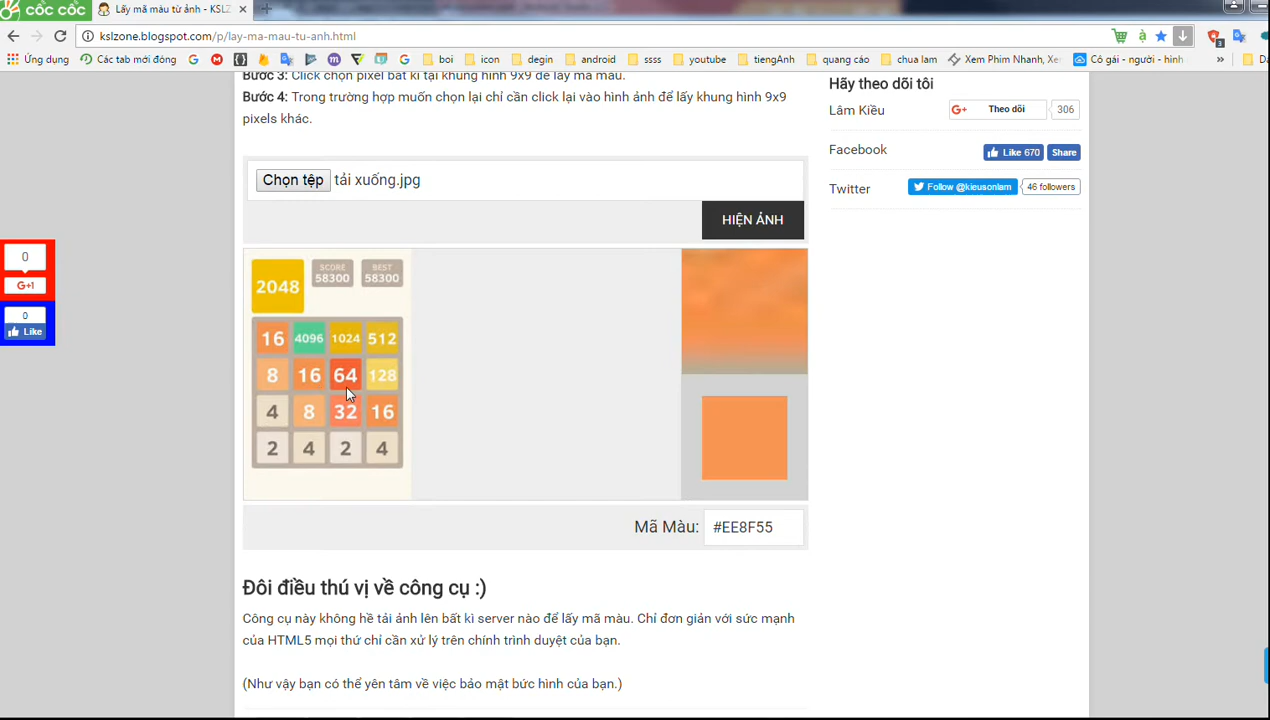 cốc cốc
Lấy mã màu từ ảnh - KSLZ
kslzone.blogspot.com/p/lay-ma-mau-tu-anh.html
Ứng dụng Các tab mới đóng boi icon degin android ssss youtube tiengAnh quang cáo chua lam Xem Phim Nhanh, Xe Cô gái - người - hình »
Bước 3: Click chọn pixel bất kì tại khung hình 9x9 để lấy mã màu.
Bước 4: Trong trường hợp muốn chọn lại chỉ cần click lại vào hình ảnh để lấy khung hình 9x9
pixels khác.
Hãy theo dõi tôi
Lâm Kiều G+ Theo dõi 306
Facebook Like 670 Share
Twitter Follow @kieusonlam 46 followers
Chọn tệp tải xuống.jpg
HIỆN ẢNH
0
G+1
0
Like
2048
SCORE BEST
58300 58300
16 4096 1024 512
8 16 64 128
4 8 32 16
2 4 2 4
Mã Màu: #EE8F55
Đôi điều thú vị về công cụ :)
Công cụ này không hề tải ảnh lên bất kì server nào để lấy mã màu. Chỉ đơn giản với sức mạnh
của HTML5 mọi thứ chỉ cần xử lý trên chính trình duyệt của bạn.
(Như vậy bạn có thể yên tâm về việc bảo mật bức hình của bạn.)